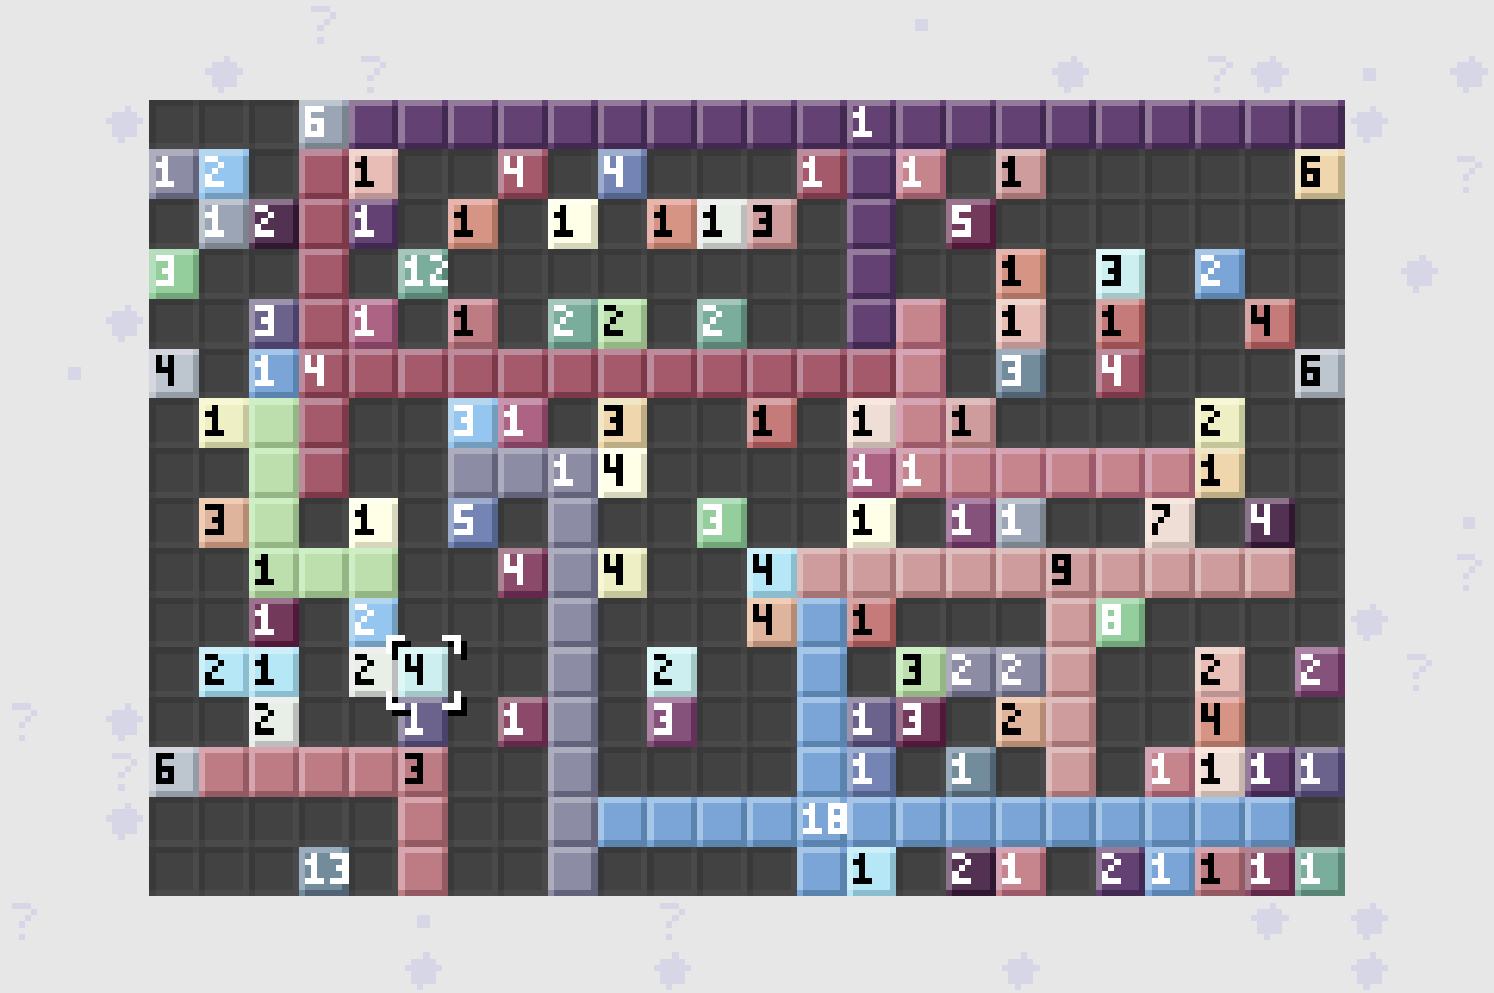 6 1
1 2 1 4 4 1 1 1 6
1 2 1 1 1 1 1 3 5
3 12 1 3 2
3 1 1 2 2 2 1 1 4
4 1 4 3 4 6
1 3 1 3 1 1 1 2
1 4 1 1 1
3 1 5 3 1 1 1 7 4
1 4 4 4 9
1 2 4 1 8
2 1 2 4 2 3 2 2 2 2
2 1 1 3 1 3 2 4
6 3 1 1 1 1 1 1
18
13 1 2 1 2 1 1 1 1